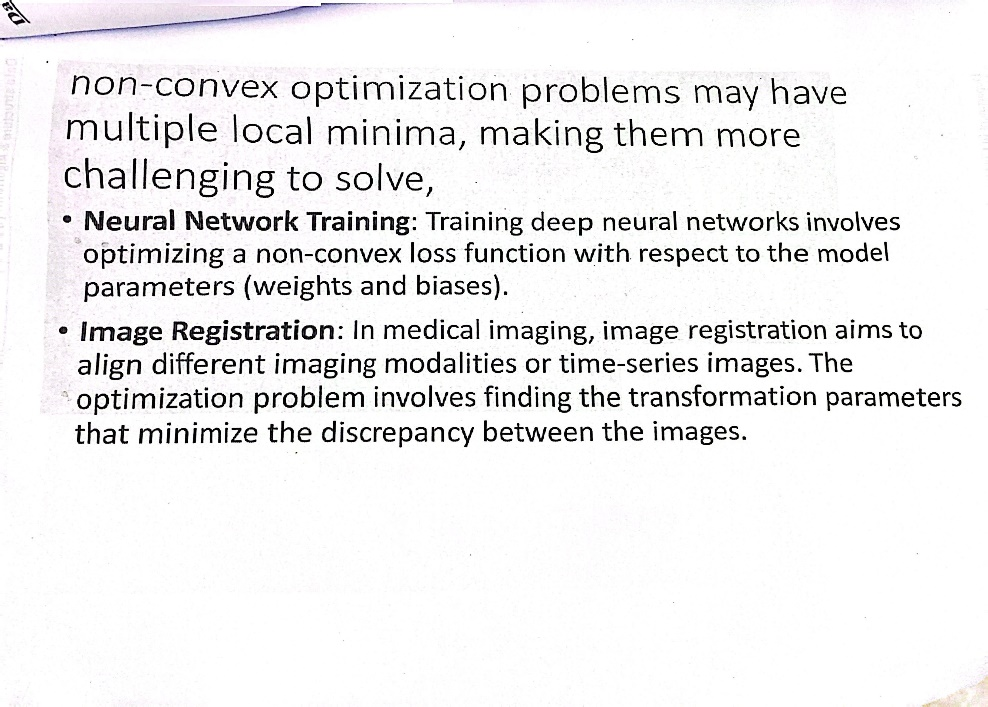 non-convex optimization problems may have
multiple local minima, making them more
challenging to solve,
• Neural Network Training: Training deep neural networks involves
optimizing a non-convex loss function with respect to the model
parameters (weights and biases).
• Image Registration: In medical imaging, image registration aims to
align different imaging modalities or time-series images. The
optimization problem involves finding the transformation parameters
that minimize the discrepancy between the images.